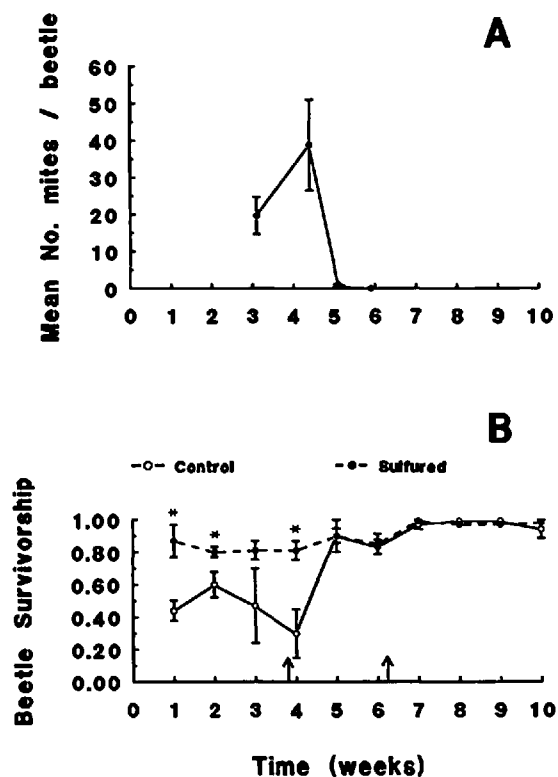 A
Mean No. mites / beetle
60
50
40
30
20
10
0
0 1 2 3 4 5 6 7 8 9 10
B
Control
Sulfured
Beetle Survivorship
* * *
1.00
0.80
0.60
0.40
0.20
0.00
0 1 2 3 4 5 6 7 8 9 10
Time (weeks)